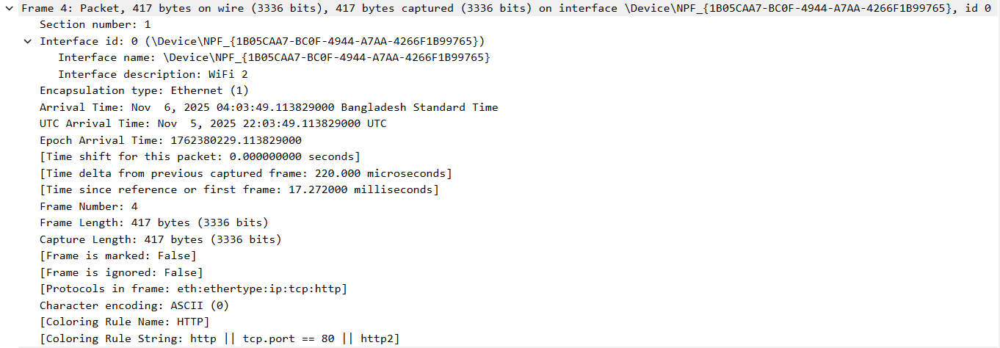 Frame 4: Packet, 417 bytes on wire (3336 bits), 417 bytes captured (3336 bits) on interface \Device\NPF_{1B05CAA7-BC0F-4944-A7AA-4266F1B99765}, id 0
Section number: 1
Interface id: 0 (\Device\NPF_{1B05CAA7-BC0F-4944-A7AA-4266F1B99765})
Interface name: \Device\NPF_{1B05CAA7-BC0F-4944-A7AA-4266F1B99765}
Interface description: WiFi 2
Encapsulation type: Ethernet (1)
Arrival Time: Nov  6, 2025 04:03:49.113829000 Bangladesh Standard Time
UTC Arrival Time: Nov  5, 2025 22:03:49.113829000 UTC
Epoch Arrival Time: 1762380229.113829000
[Time shift for this packet: 0.000000000 seconds]
[Time delta from previous captured frame: 220.000 microseconds]
[Time since reference or first frame: 17.272000 milliseconds]
Frame Number: 4
Frame Length: 417 bytes (3336 bits)
Capture Length: 417 bytes (3336 bits)
[Frame is marked: False]
[Frame is ignored: False]
[Protocols in frame: eth:ethertype:ip:tcp:http]
Character encoding: ASCII (0)
[Coloring Rule Name: HTTP]
[Coloring Rule String: http || tcp.port == 80 || http2]